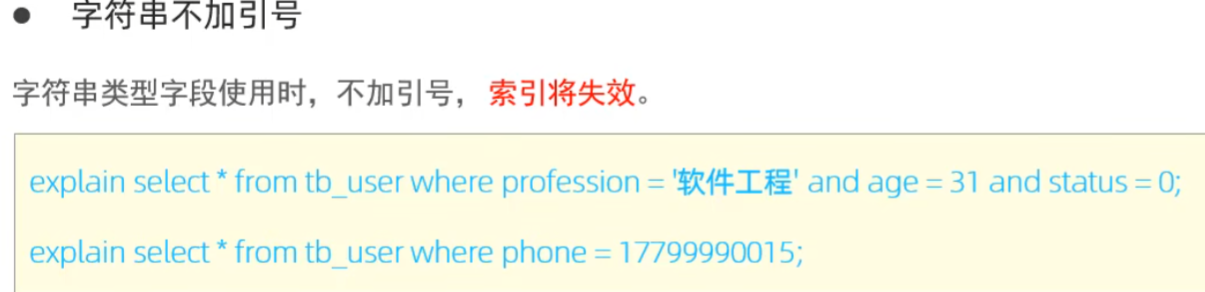 ● 字符串不加引号
字符串类型字段使用时，不加引号，索引将失效。
explain select * from tb_user where profession = '软件工程' and age = 31 and status = 0;
explain select * from tb_user where phone = 17799990015;